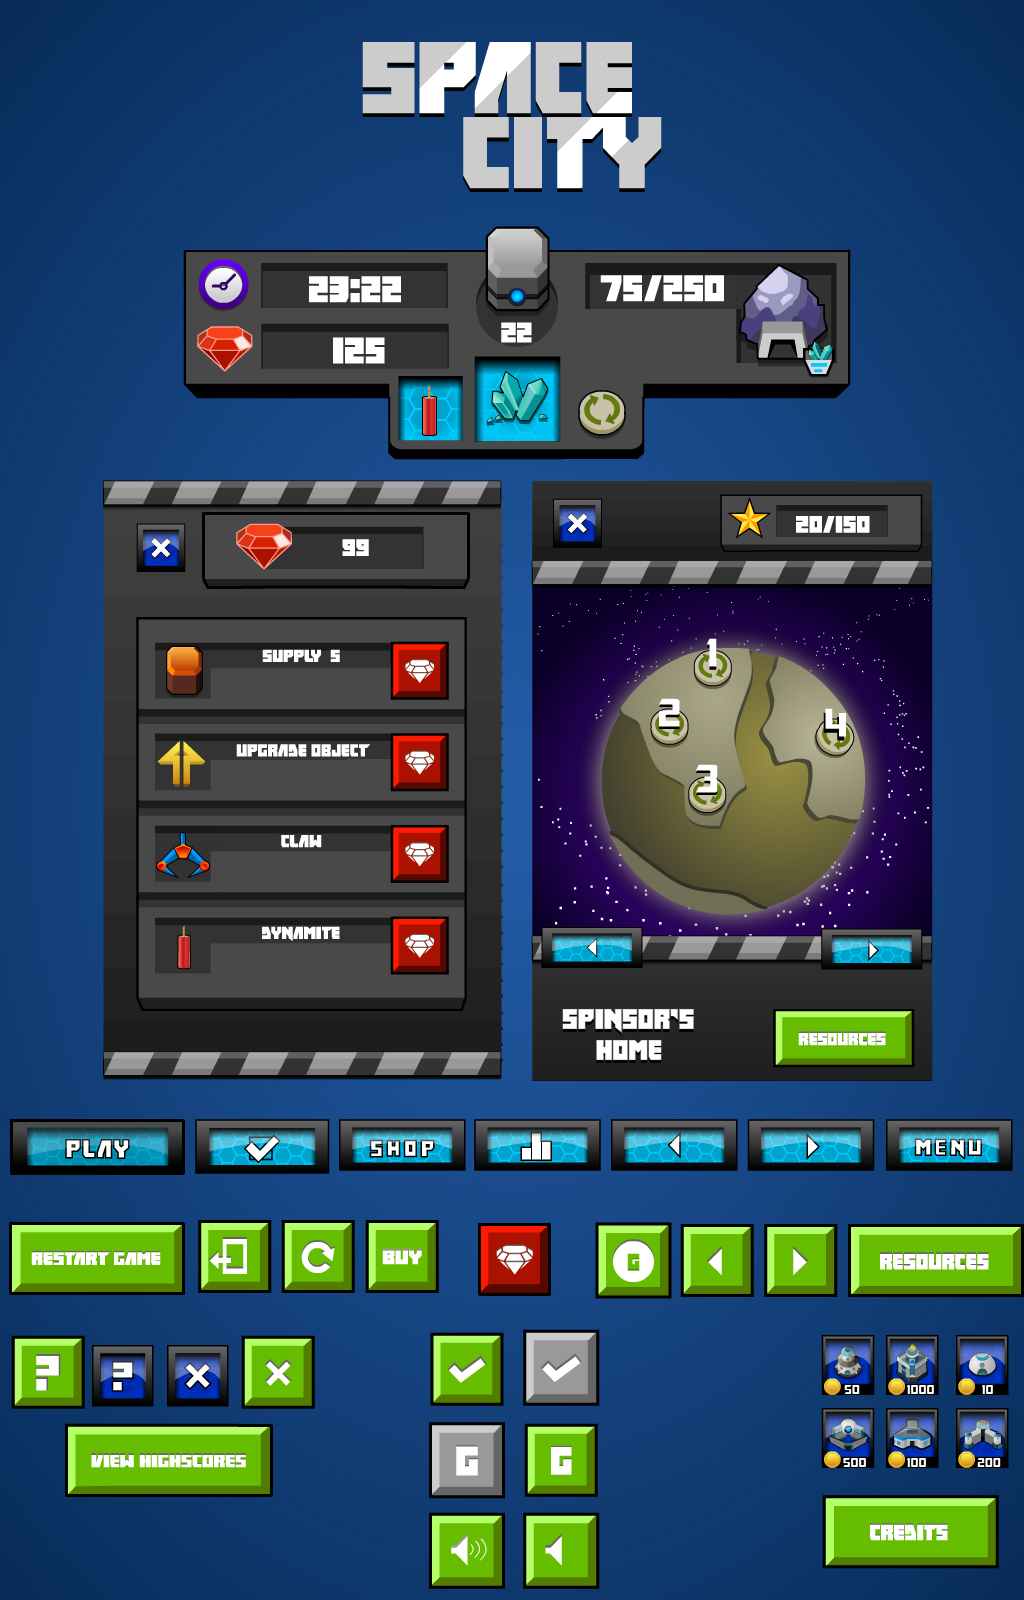 SPACE
CITY
23:22
75/250
22
125
99
20/150
SUPPLY 5
UPGRADE OBJECT
CLAW
DYNAMITE
1
2
4
3
SPINSOR'S
HOME
RESOURCES
PLAY
SHOP
MENU
RESTART GAME
BUY
G
RESOURCES
?
?
50
1000
10
500
100
200
VIEW HIGHSCORES
G
G
CREDITS